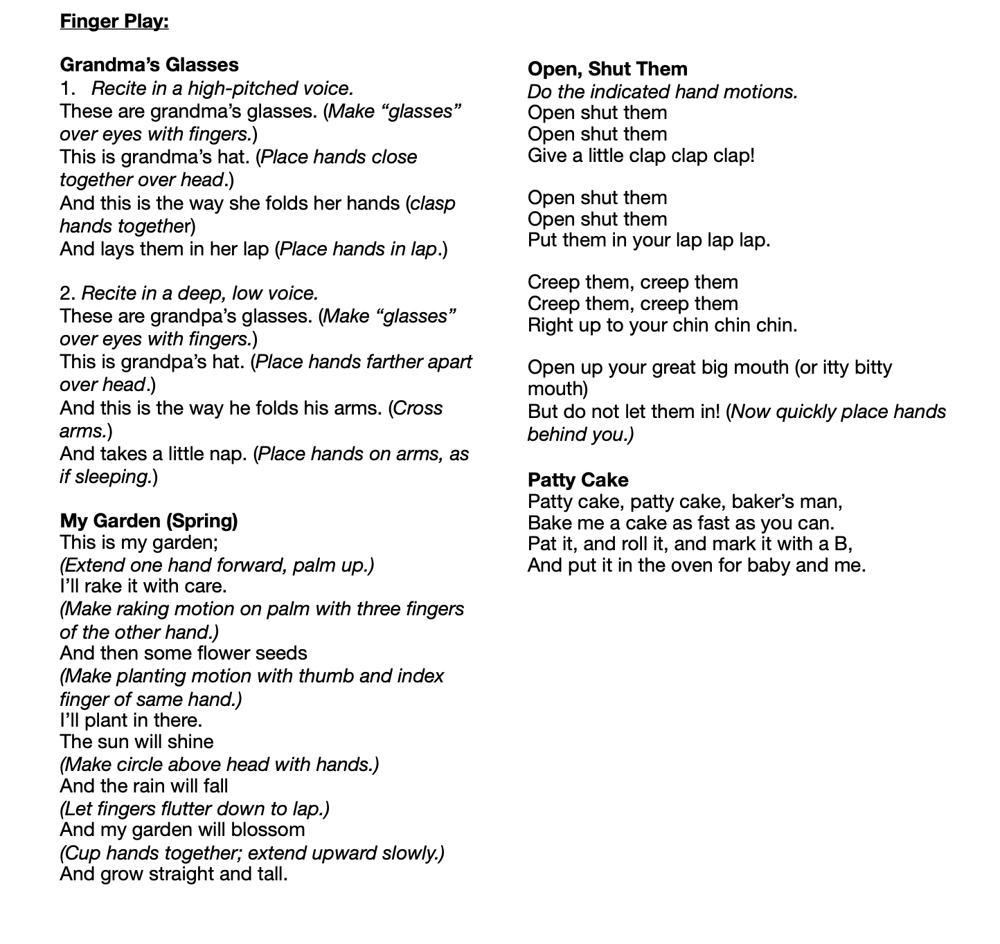 Finger Play:
Grandma’s Glasses
1. Recite in a high-pitched voice.
These are grandma’s glasses. (Make “glasses”
over eyes with fingers.)
This is grandma’s hat. (Place hands close
together over head.)
And this is the way she folds her hands (clasp
hands together)
And lays them in her lap (Place hands in lap.)
2. Recite in a deep, low voice.
These are grandpa’s glasses. (Make “glasses”
over eyes with fingers.)
This is grandpa’s hat. (Place hands farther apart
over head.)
And this is the way he folds his arms. (Cross
arms.)
And takes a little nap. (Place hands on arms, as
if sleeping.)
My Garden (Spring)
This is my garden;
(Extend one hand forward, palm up.)
I’ll rake it with care.
(Make raking motion on palm with three fingers
of the other hand.)
And then some flower seeds
(Make planting motion with thumb and index
finger of same hand.)
I’ll plant in there.
The sun will shine
(Make circle above head with hands.)
And the rain will fall
(Let fingers flutter down to lap.)
And my garden will blossom
(Cup hands together; extend upward slowly.)
And grow straight and tall.
Open, Shut Them
Do the indicated hand motions.
Open shut them
Open shut them
Give a little clap clap clap!
Open shut them
Open shut them
Put them in your lap lap lap.
Creep them, creep them
Creep them, creep them
Right up to your chin chin chin.
Open up your great big mouth (or itty bitty
mouth)
But do not let them in! (Now quickly place hands
behind you.)
Patty Cake
Patty cake, patty cake, baker’s man,
Bake me a cake as fast as you can.
Pat it, and roll it, and mark it with a B,
And put it in the oven for baby and me.